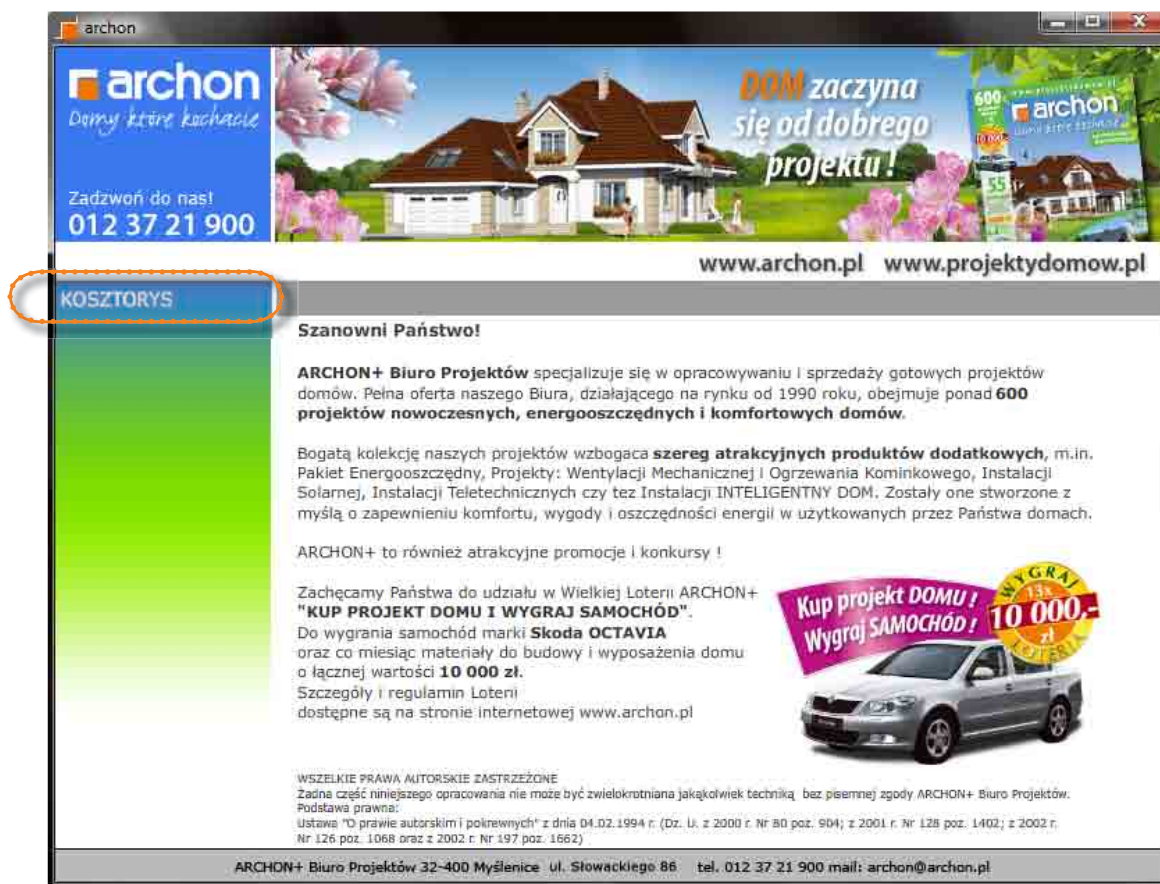 archon
archon
Domy które kochacie
Zadzwoń do nas!
012 37 21 900
DOM zaczyna
się od dobrego
projektu !
600
archon
55
www.archon.pl www.projektydomow.pl
KOSZTORYS
Szanowni Państwo!
ARCHON+ Biuro Projektów specjalizuje się w opracowywaniu i sprzedaży gotowych projektów
domów. Pełna oferta naszego Biura, działającego na rynku od 1990 roku, obejmuje ponad 600
projektów nowoczesnych, energooszczędnych i komfortowych domów.
Bogatą kolekcję naszych projektów wzbogaca szereg atrakcyjnych produktów dodatkowych, m.in.
Pakiet Energooszczędny, Projekty: Wentylacji Mechanicznej i Ogrzewania Kominkowego, Instalacji
Solarnej, Instalacji Teletechnicznych czy tez Instalacji INTELIGENTNY DOM. Zostały one stworzone z
myślą o zapewnieniu komfortu, wygody i oszczędności energii w użytkowanych przez Państwa domach.
ARCHON+ to również atrakcyjne promocje i konkursy !
Zachęcamy Państwa do udziału w Wielkiej Loterii ARCHON+
"KUP PROJEKT DOMU I WYGRAJ SAMOCHÓD".
Do wygrania samochód marki Skoda OCTAVIA
oraz co miesiąc materiały do budowy i wyposażenia domu
o łącznej wartości 10 000 zł.
Szczegóły i regulamin Loterii
dostępne są na stronie internetowej www.archon.pl
Kup projekt DOMU !
Wygraj SAMOCHÓD !
WYGRAJ
13x
10 000,-
zł
LOTERIA
WSZELKIE PRAWA AUTORSKIE ZASTRZEŻONE
Żadna część niniejszego opracowania nie może być zwielokrotniana jakąkolwiek techniką bez pisemnej zgody ARCHON+ Biuro Projektów.
Podstawa prawna:
Ustawa "O prawie autorskim i pokrewnych" z dnia 04.02.1994 r. (Dz. U. z 2000 r. Nr 80 poz. 904; z 2001 r. Nr 128 poz. 1402; z 2002 r.
Nr 126 poz. 1068 oraz z 2002 r. Nr 197 poz. 1662)
ARCHON+ Biuro Projektów 32-400 Myślenice ul. Słowackiego 86 tel. 012 37 21 900 mail: archon@archon.pl